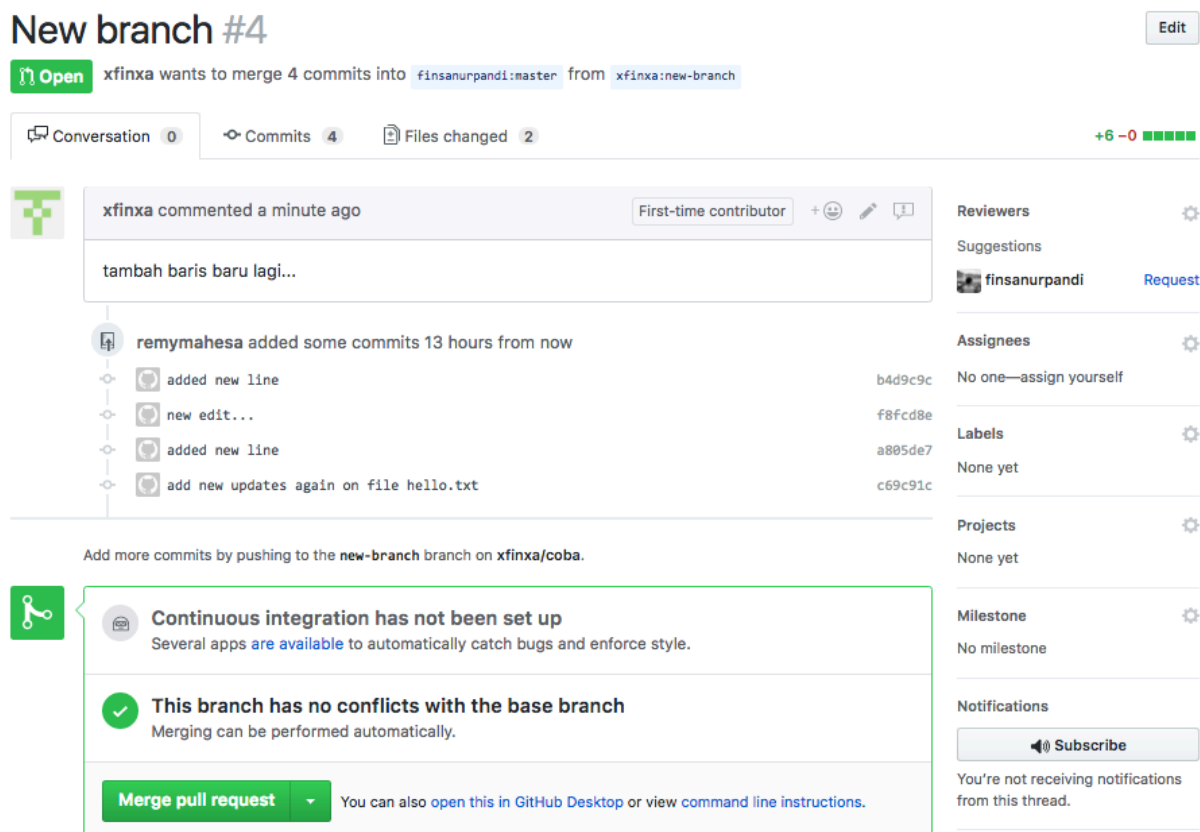 New branch #4
Edit
Open xfinxa wants to merge 4 commits into finsanurpandi:master from xfinxa:new-branch
Conversation 0 Commits 4 Files changed 2 +6 −0
xfinxa commented a minute ago First-time contributor +
tambah baris baru lagi...
remymahesa added some commits 13 hours from now
added new line b4d9c9c
new edit... f8fcd8e
added new line a805de7
add new updates again on file hello.txt c69c91c
Add more commits by pushing to the new-branch branch on xfinxa/coba.
Continuous integration has not been set up
Several apps are available to automatically catch bugs and enforce style.
This branch has no conflicts with the base branch
Merging can be performed automatically.
Merge pull request You can also open this in GitHub Desktop or view command line instructions.
Reviewers
Suggestions
finsanurpandi Request
Assignees
No one—assign yourself
Labels
None yet
Projects
None yet
Milestone
No milestone
Notifications
Subscribe
You're not receiving notifications
from this thread.